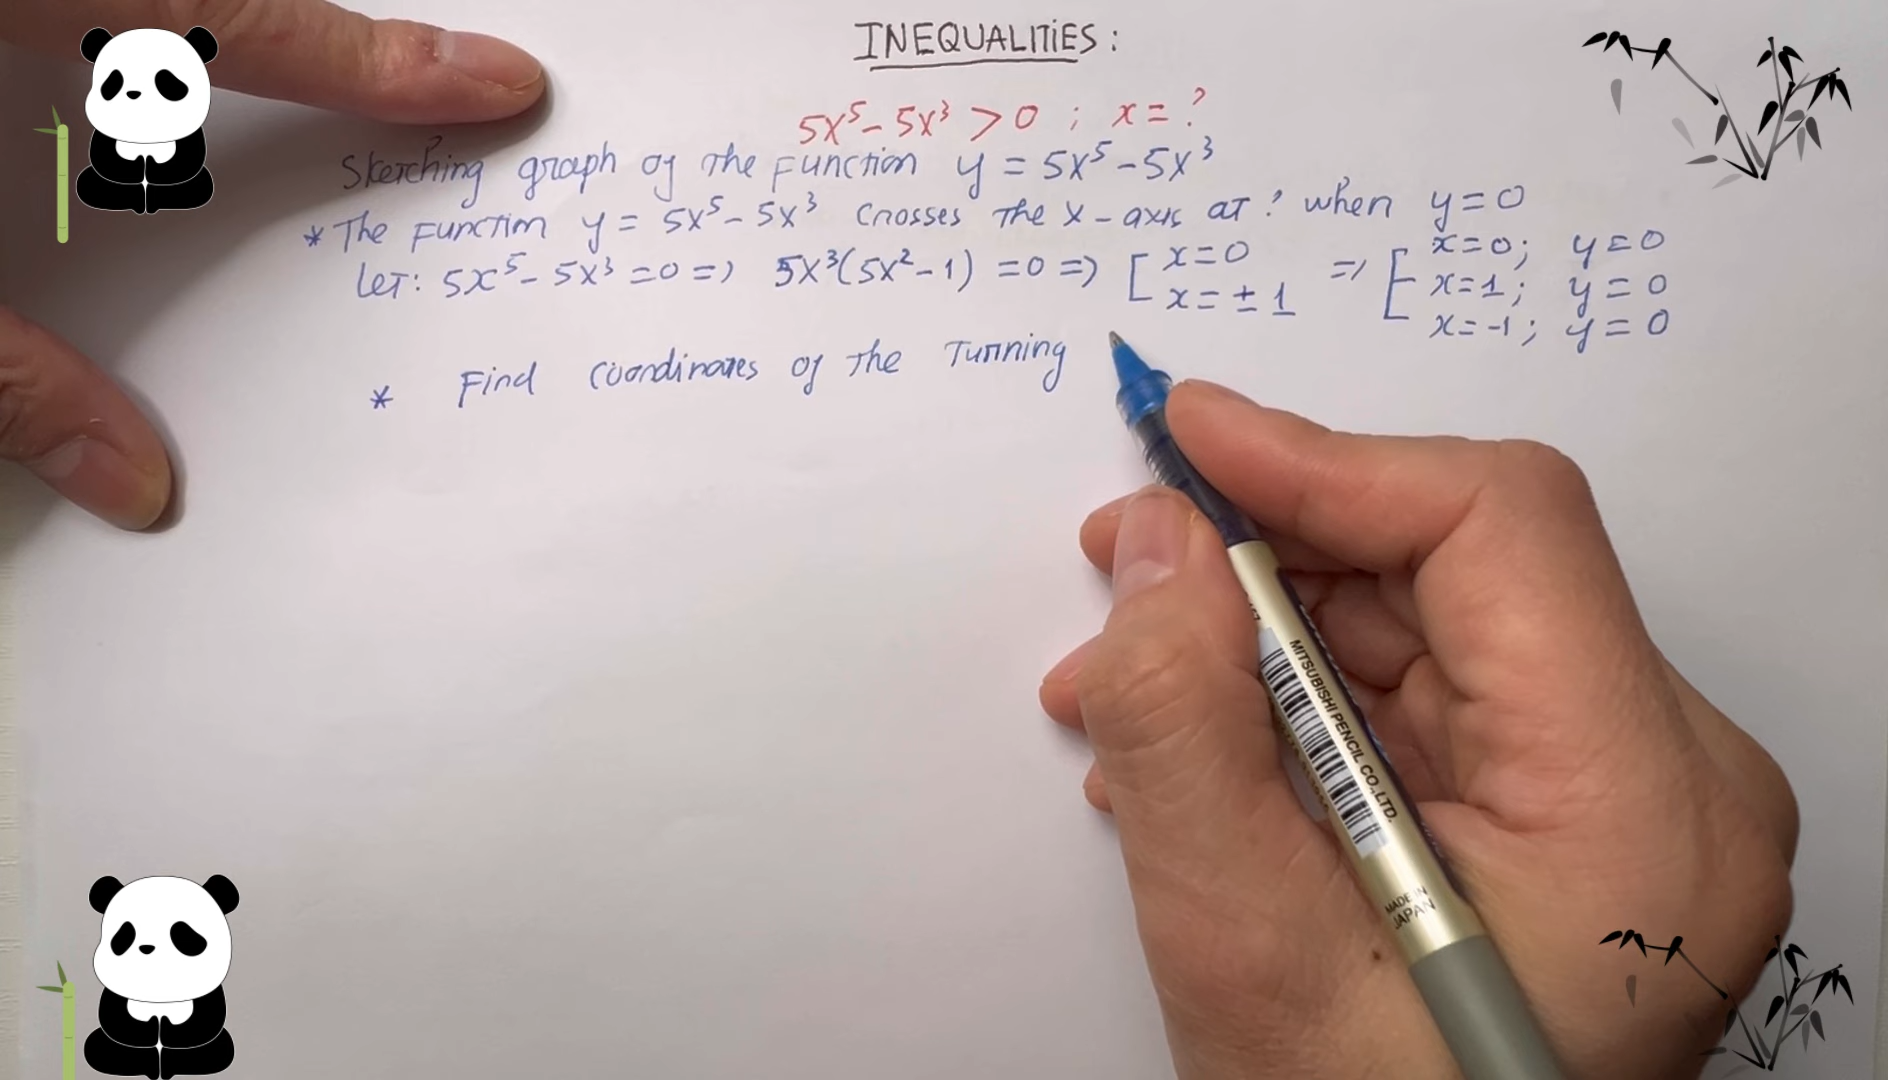 INEQUALITIES:
5x⁵ - 5x³ > 0 ; x = ?
Sketching graph of the Function y = 5x⁵ - 5x³
* The Function y = 5x⁵ - 5x³ crosses the x-axis at? when y=0
Let: 5x⁵ - 5x³ = 0 => 5x³(5x² - 1) = 0 => [ x=0 => [ x=0; y=0
x = ± 1 x=1; y=0
x=-1; y=0
* Find coordinates of the Turning
MITSUBISHI PENCIL CO.,LTD.
MADE IN
JAPAN